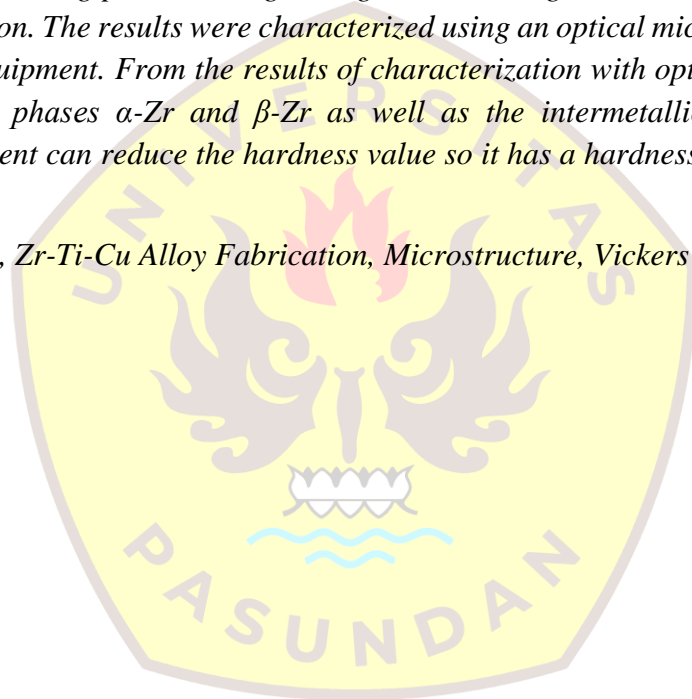 on. The results were characterized using an optical mic
uipment. From the results of characterization with opt
phases α-Zr and β-Zr as well as the intermetallic
ent can reduce the hardness value so it has a hardness
, Zr-Ti-Cu Alloy Fabrication, Microstructure, Vickers
UNIVERSITAS
PASUNDAN